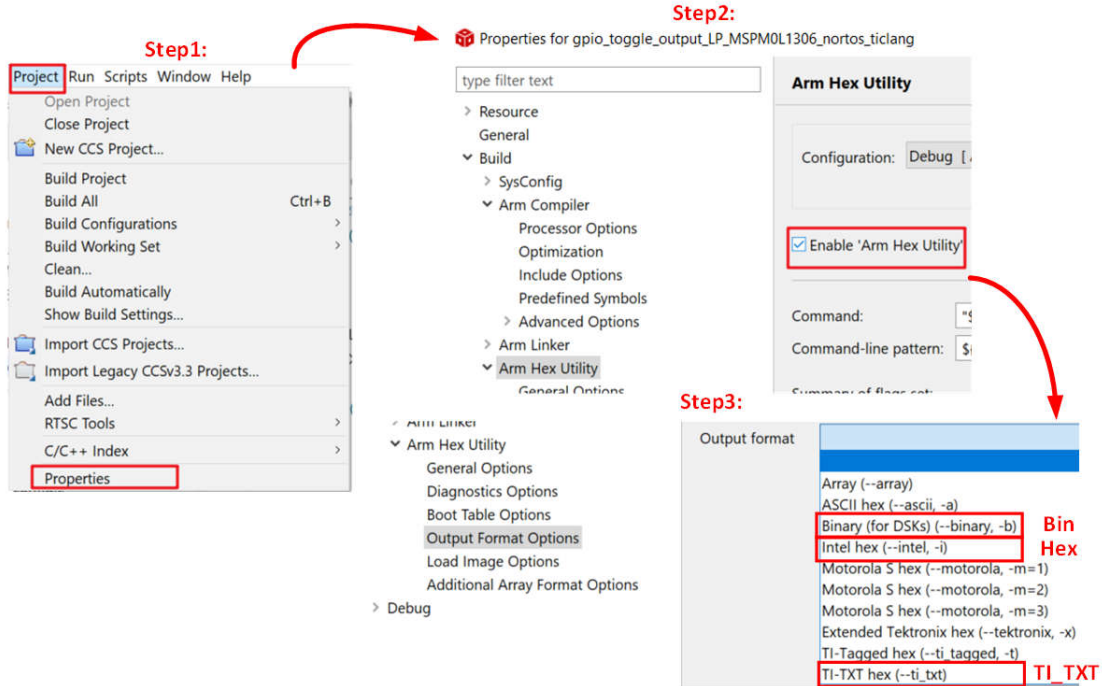 Step1:
Project Run Scripts Window Help
Open Project
Close Project
New CCS Project...
Build Project
Build All Ctrl+B
Build Configurations >
Build Working Set >
Clean...
Build Automatically
Show Build Settings...
Import CCS Projects...
Import Legacy CCSv3.3 Projects...
Add Files...
RTSC Tools >
C/C++ Index >
Properties
Step2:
Properties for gpio_toggle_output_LP_MSPM0L1306_nortos_ticlang
type filter text
Resource
General
Build
SysConfig
Arm Compiler
Processor Options
Optimization
Include Options
Predefined Symbols
Advanced Options
Arm Linker
Arm Hex Utility
General Options
Arm Hex Utility
Configuration: Debug [
Enable 'Arm Hex Utility'
Command: "$
Command-line pattern: ${
Summary of flags set:
Arm Linker
Arm Hex Utility
General Options
Diagnostics Options
Boot Table Options
Output Format Options
Load Image Options
Additional Array Format Options
Debug
Step3:
Output format
Array (--array)
ASCII hex (--ascii, -a)
Binary (for DSKs) (--binary, -b) Bin
Intel hex (--intel, -i) Hex
Motorola S hex (--motorola, -m=1)
Motorola S hex (--motorola, -m=2)
Motorola S hex (--motorola, -m=3)
Extended Tektronix hex (--tektronix, -x)
TI-Tagged hex (--ti_tagged, -t)
TI-TXT hex (--ti_txt) TI_TXT